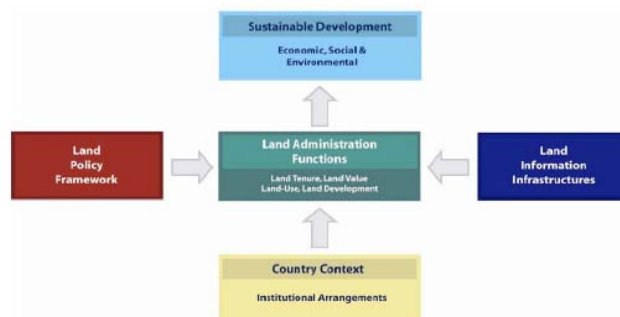 Sustainable Development
Economic, Social &
Environmental
Land
Policy
Framework
Land Administration
Functions
Land Tenure, Land Value
Land-Use, Land Development
Land
Information
Infrastructures
Country Context
Institutional Arrangements